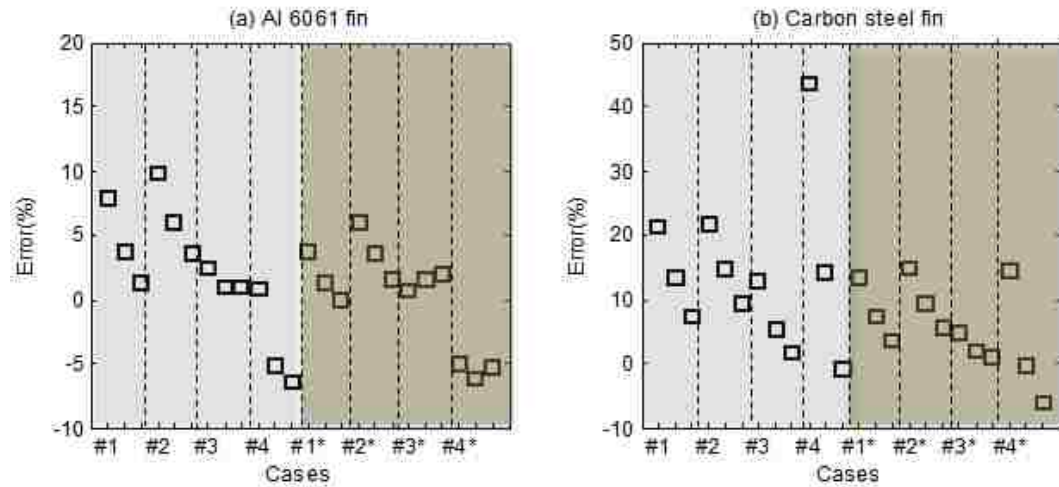 (a) Al 6061 fin
20
15
10
5
0
-5
-10
Error(%)
#1 #2 #3 #4 #1* #2* #3* #4*
Cases
(b) Carbon steel fin
50
40
30
20
10
0
-10
Error(%)
#1 #2 #3 #4 #1* #2* #3* #4*
Cases